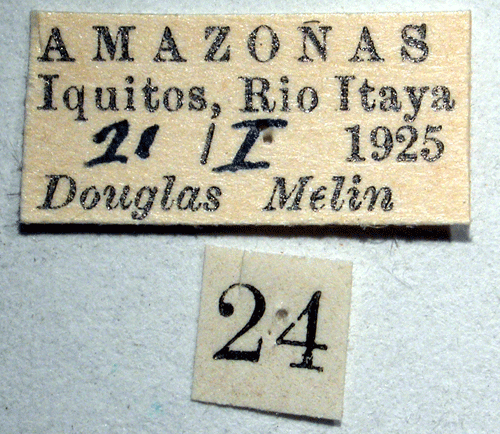 AMAZOÑAS
Iquitos, Rio Itaya
21 / I 1925
Douglas Melin
24